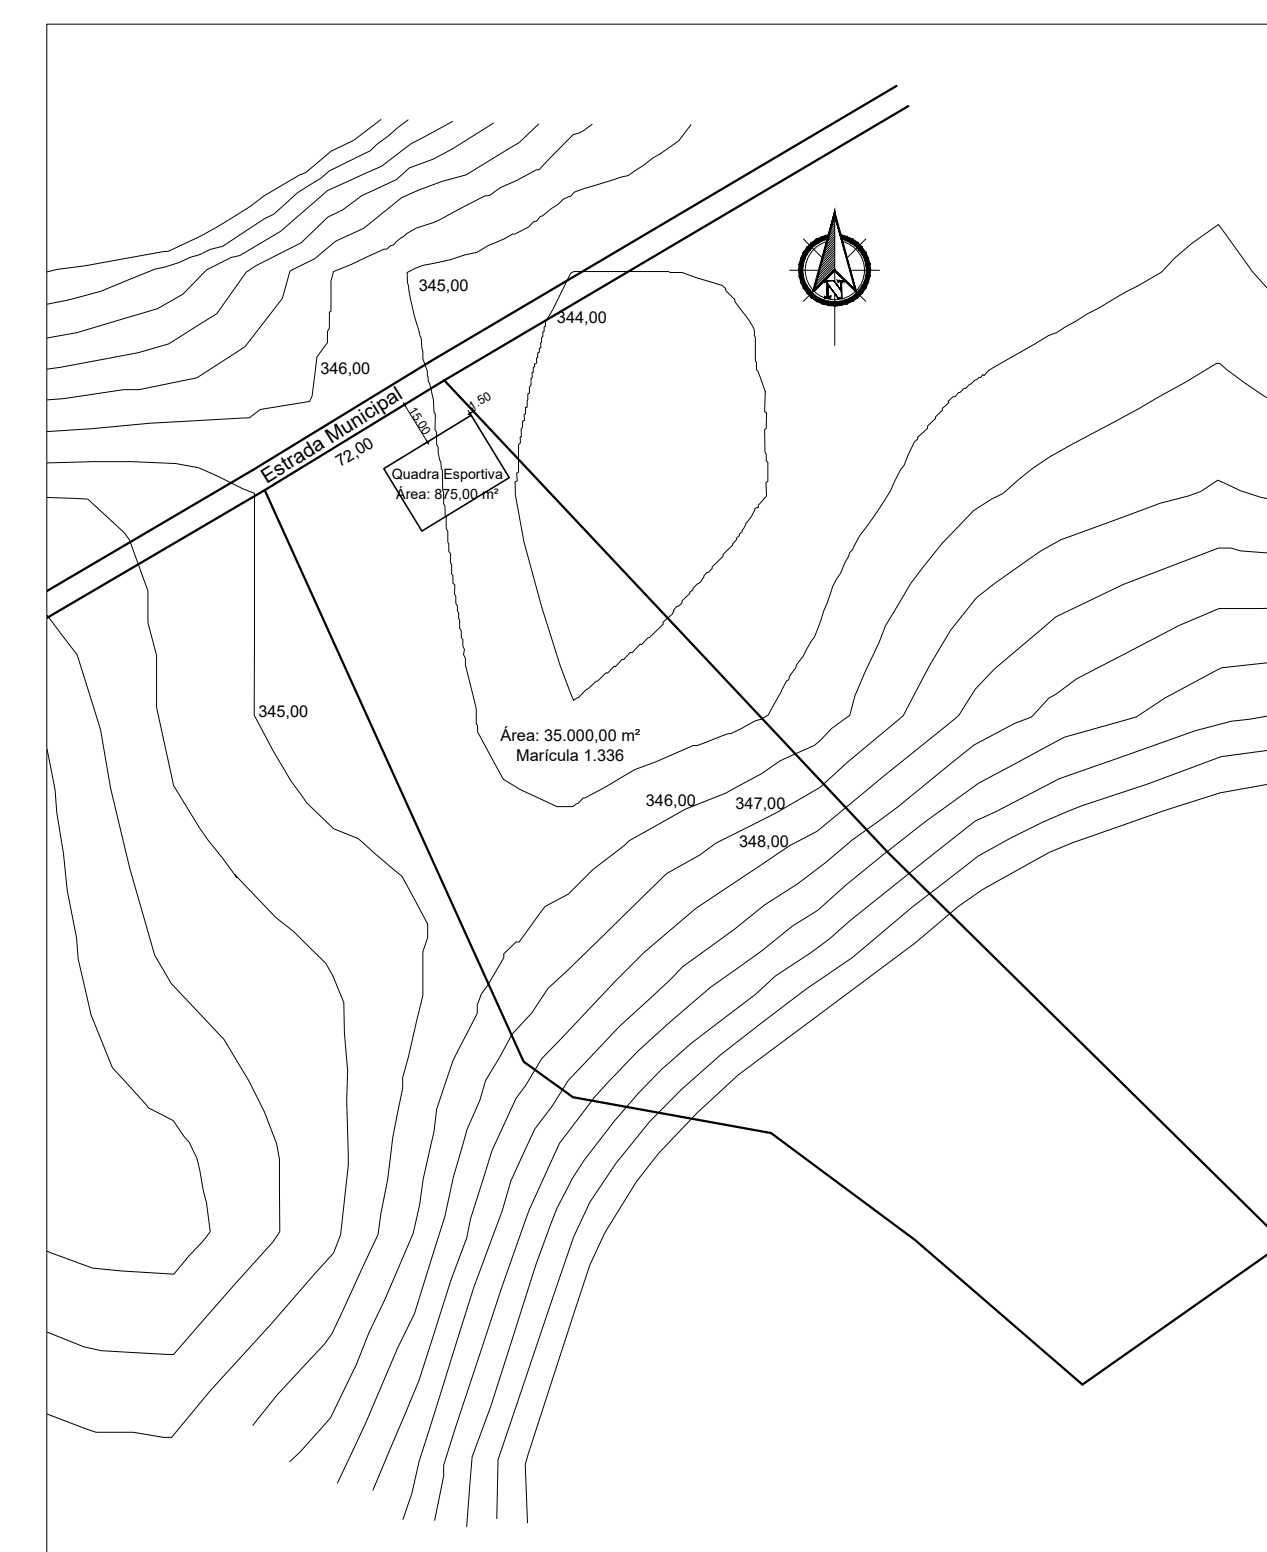 345,00
344,00
346,00
Estrada Municipal
72,00
15.00
1.50
Quadra Esportiva
Área: 875,00 m²
N
345,00
Área: 35.000,00 m²
Marícula 1.336
346,00
347,00
348,00